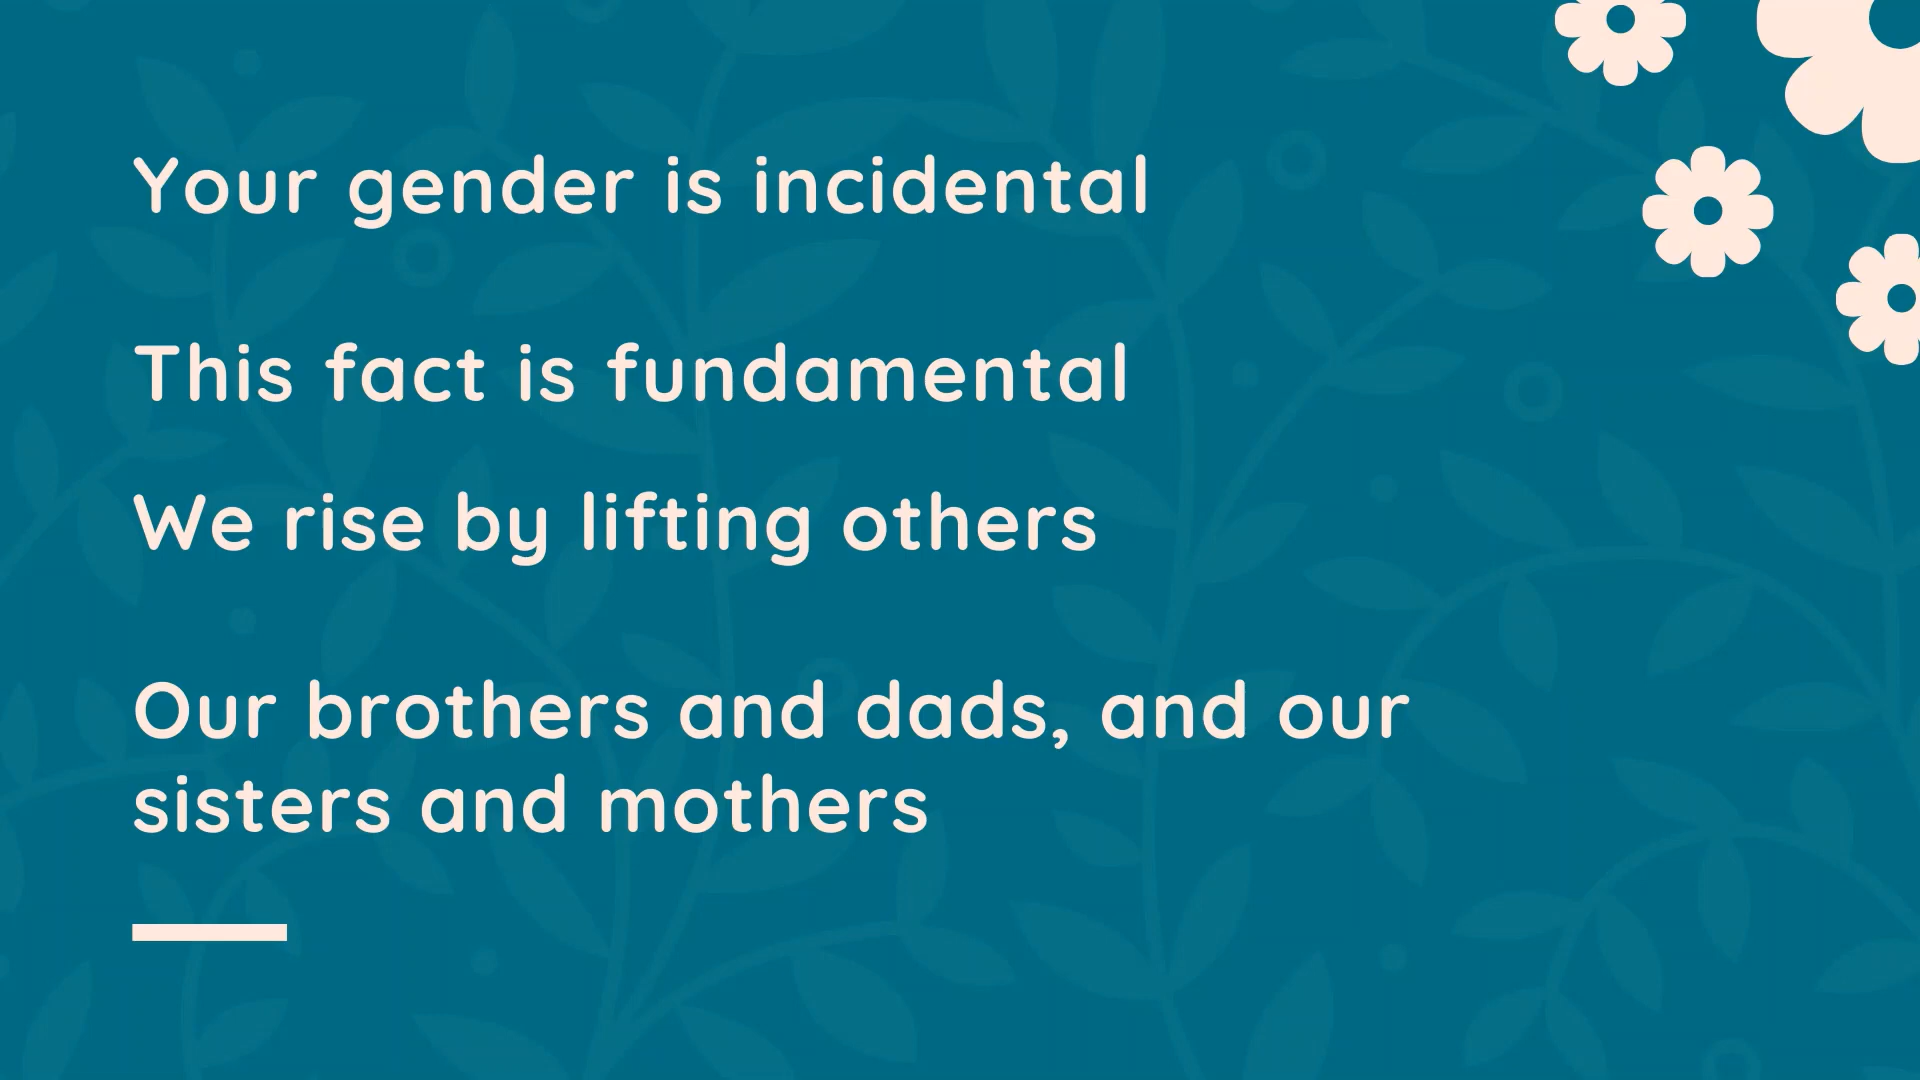 Your gender is incidental
This fact is fundamental
We rise by lifting others
Our brothers and dads, and our
sisters and mothers